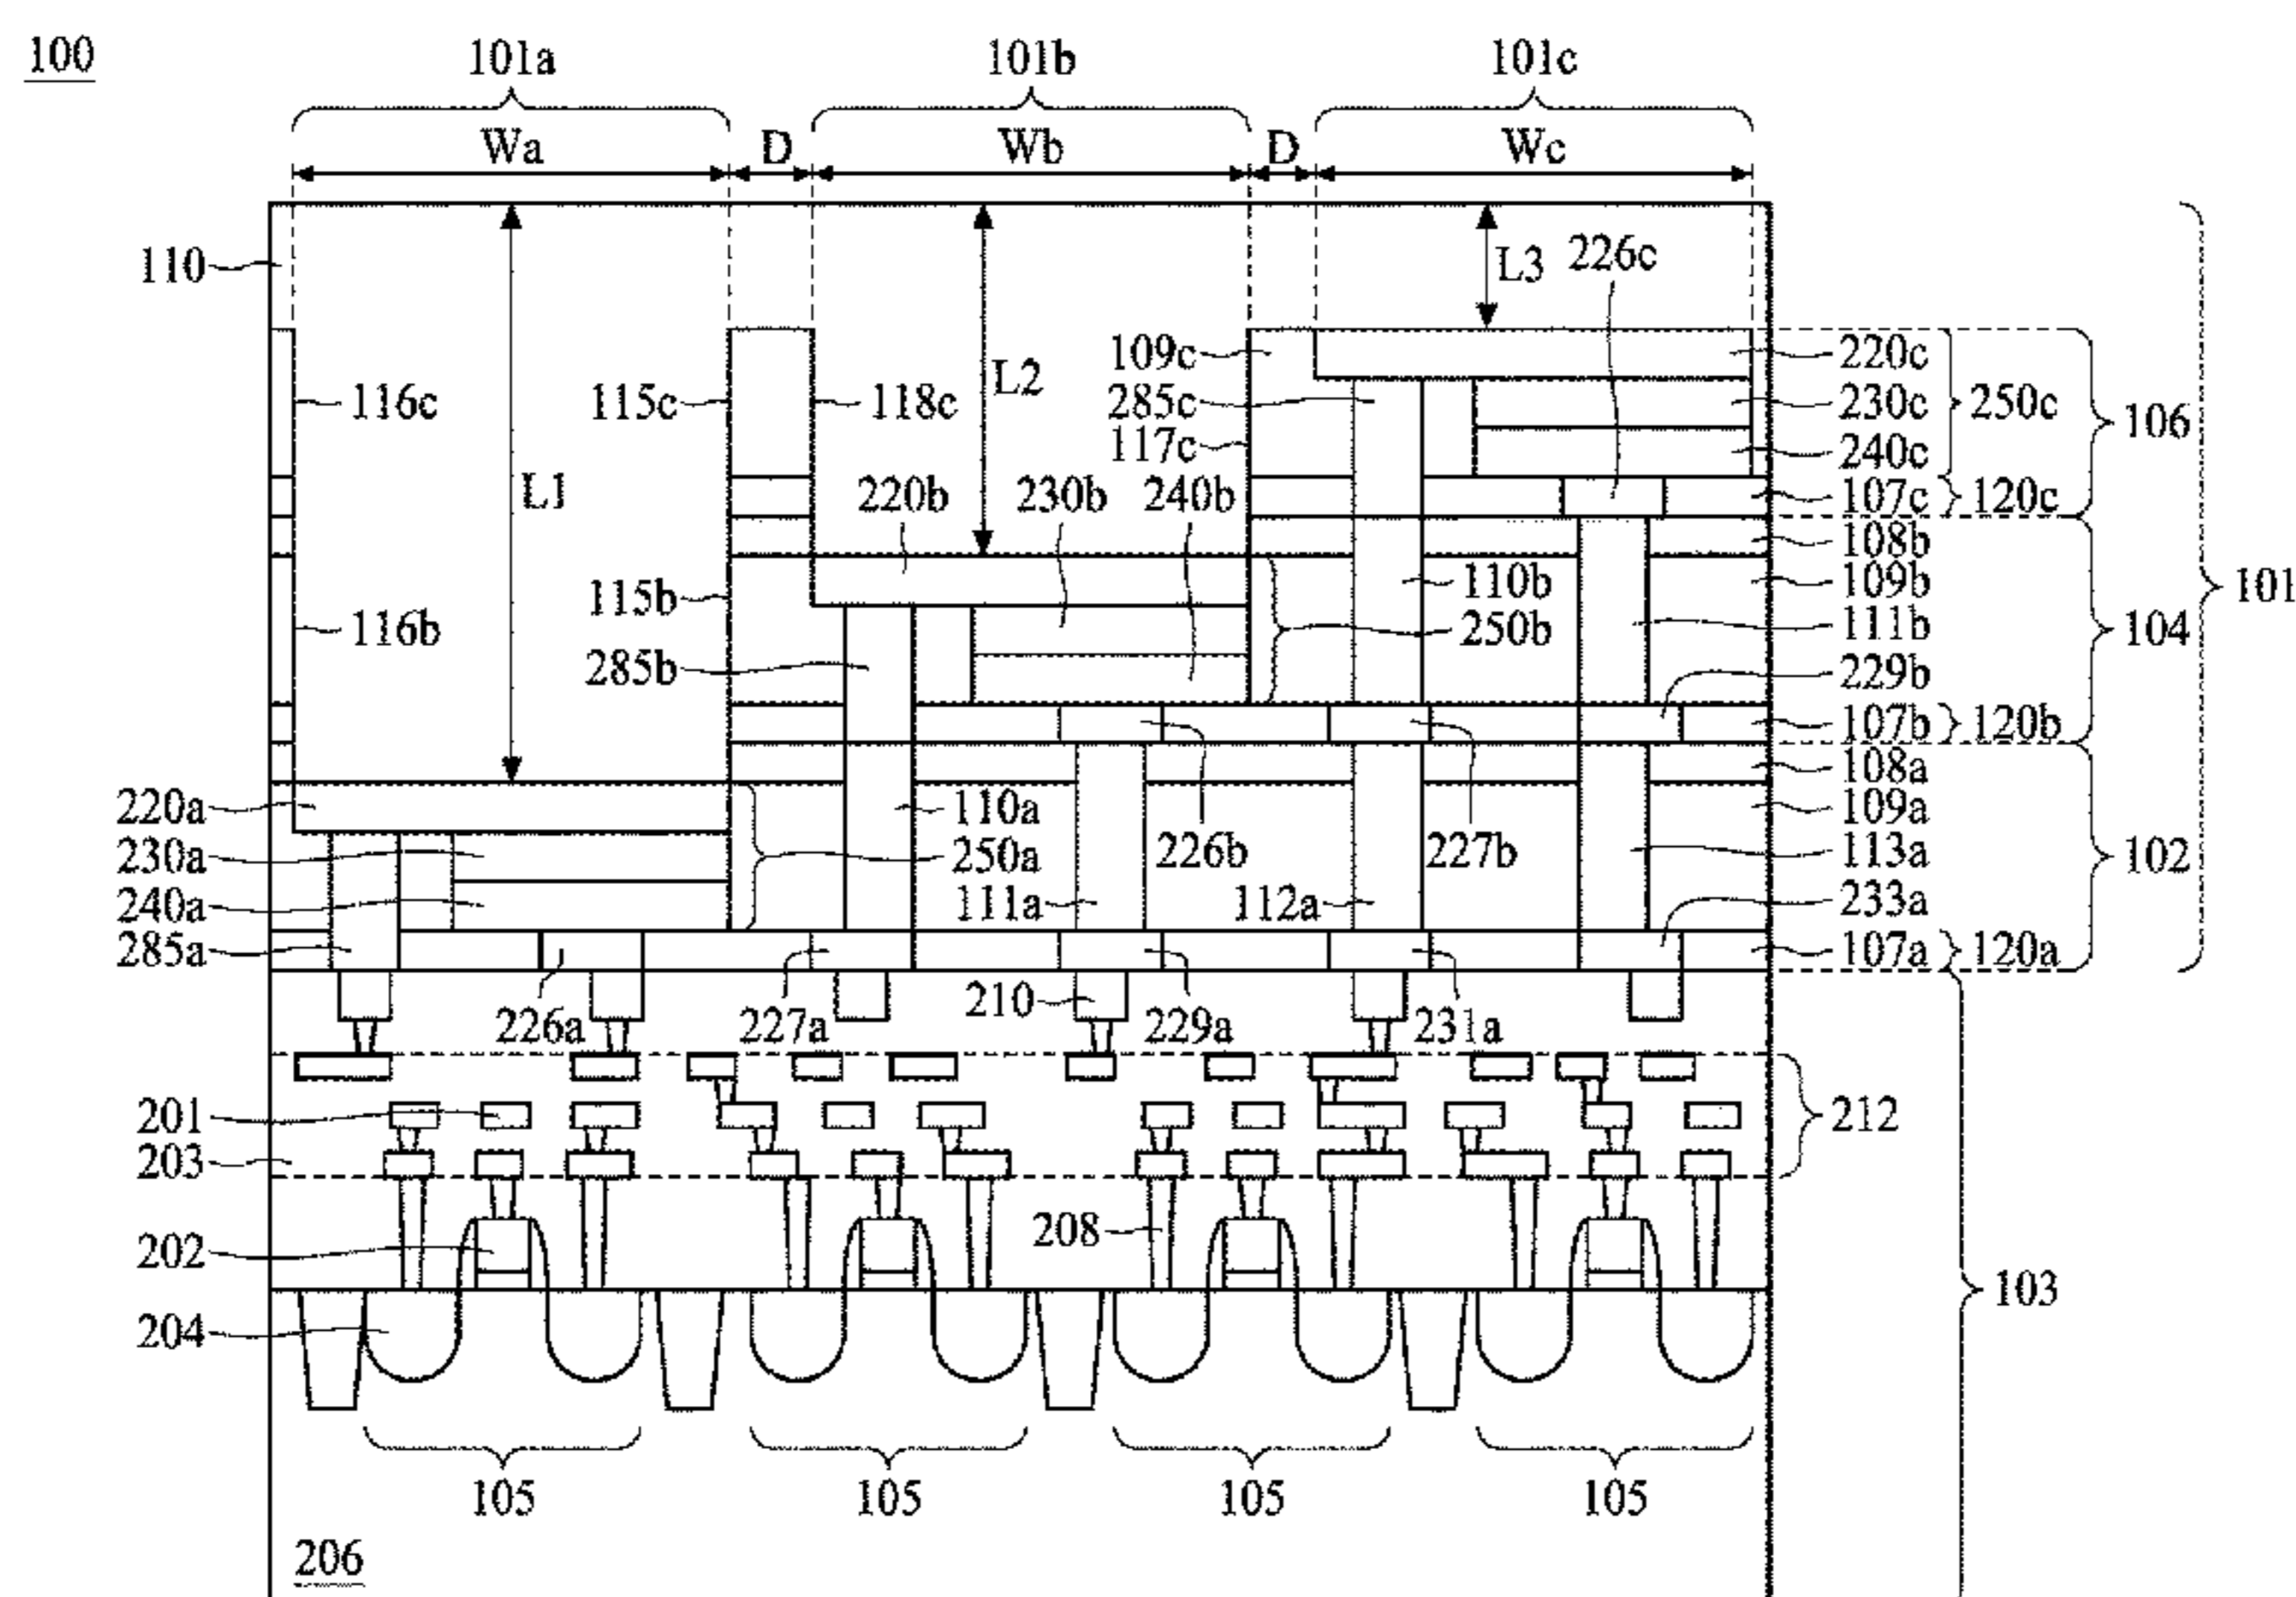 100
101a 101b 101c
Wa D Wb D Wc
110 L3 226c
116c 115c 118c L2 109c 220c
285c 230c 250c 106
117c 240c
L1 220b 230b 240b 107c 120c
108b
115b 110b 109b 101
116b 250b 111b 104
285b 229b
107b 120b
108a
220a 110a 109a
230a 250a 226b 227b 113a 102
240a 111a 112a 233a
285a 107a 120a
226a 227a 210 229a 231a
201 212
203
202 208
103
204
105 105 105 105
206